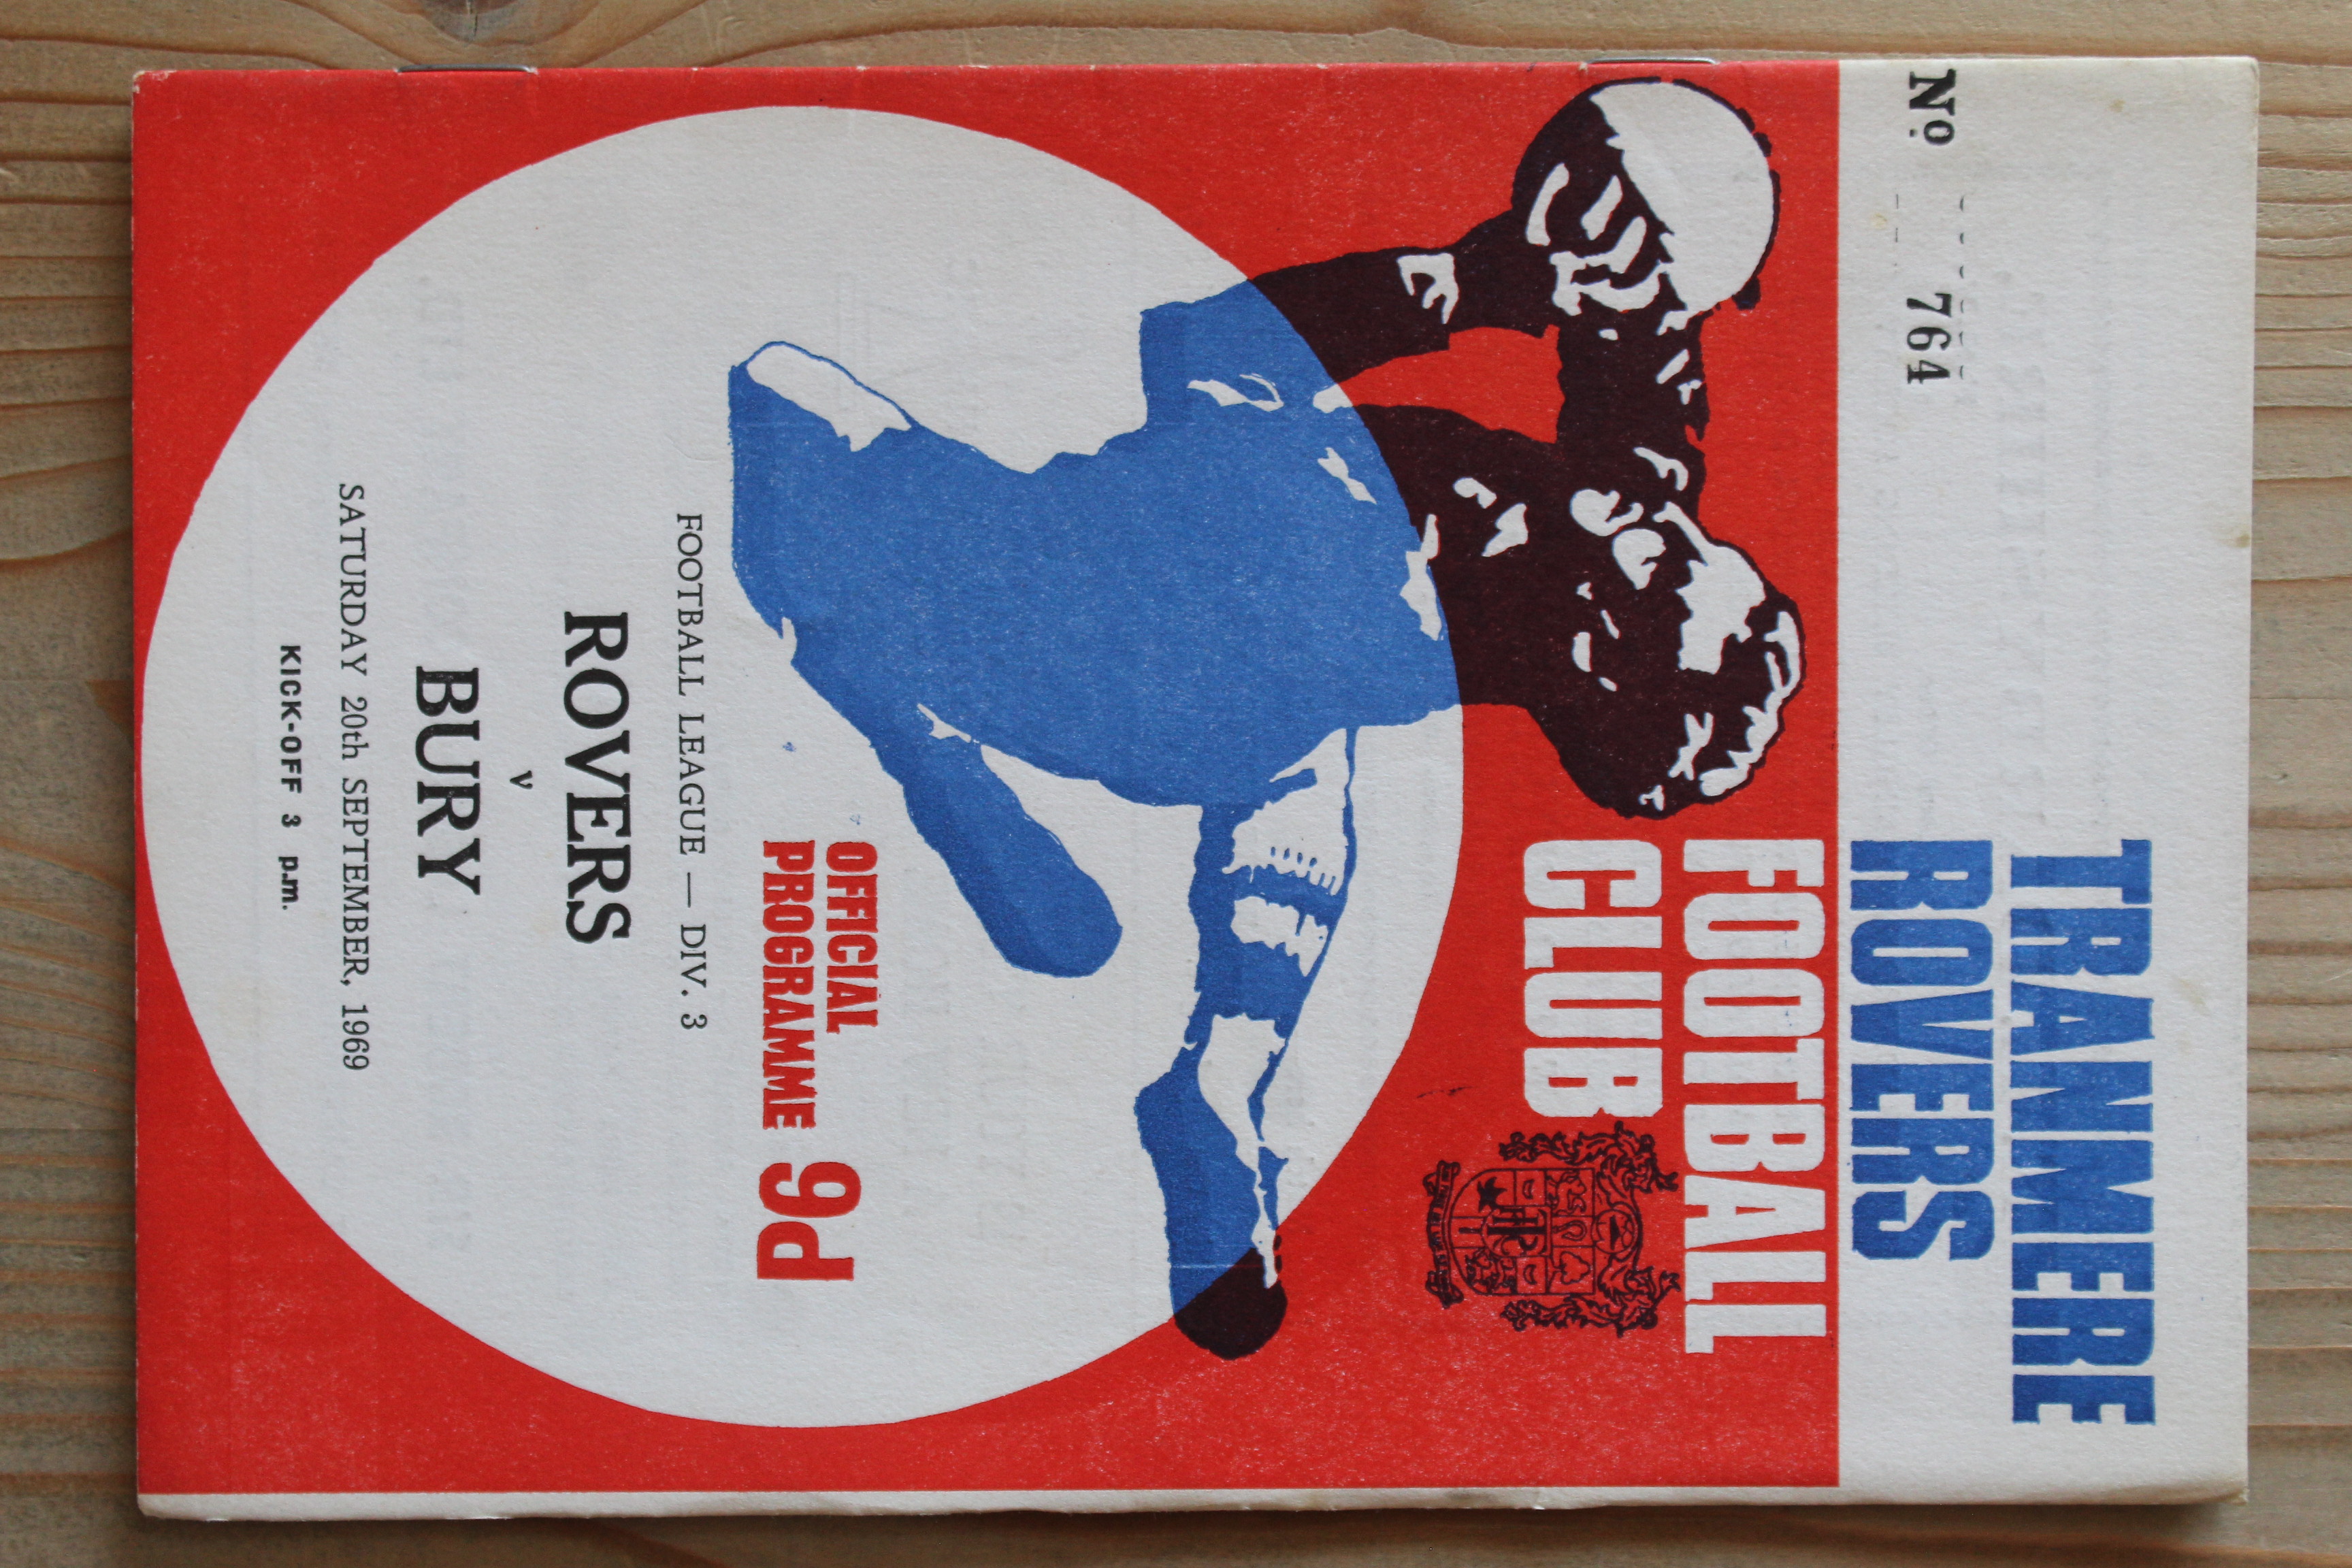 TRANMERE
ROVERS
FOOTBALL
CLUB
Nº 764
OFFICIAL
PROGRAMME 6d
FOOTBALL LEAGUE — DIV. 3
ROVERS
v
BURY
SATURDAY 20th SEPTEMBER, 1969
KICK-OFF 3 p.m.